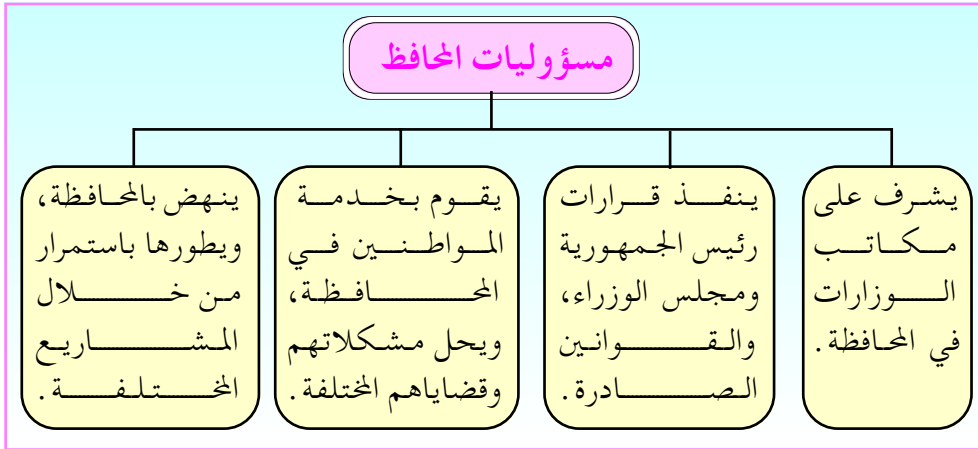 مسؤوليات المحافظ
يشرف على
مكاتب
الوزارات
في المحافظة.
ينفذ قرارات
رئيس الجمهورية
ومجلس الوزراء،
والقوانين
الصادرة.
يقوم بخدمة
المواطنين في
المحافظة،
ويحل مشكلاتهم
وقضاياهم المختلفة.
ينهض بالمحافظة،
ويطورها باستمرار
من خلال
المشاريع
المختلفة.